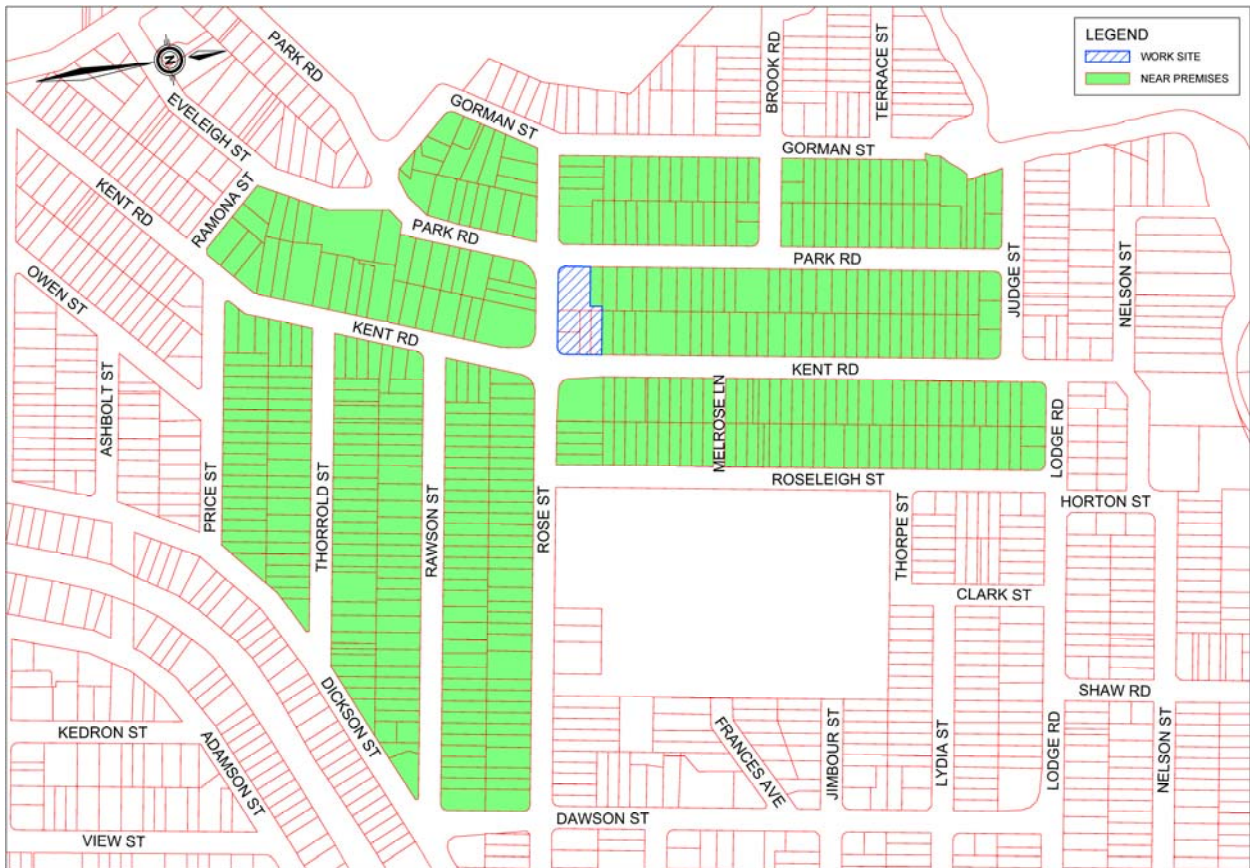 PARK RD
BROOK RD
TERRACE ST
LEGEND
WORK SITE
NEAR PREMISES
N
EVELEIGH ST
GORMAN ST
GORMAN ST
KENT RD
RAMONA ST
PARK RD
PARK RD
JUDGE ST
NELSON ST
OWEN ST
KENT RD
KENT RD
ASHBOLT ST
MELROSE LN
LODGE RD
PRICE ST
THORROLD ST
RAWSON ST
ROSE ST
ROSELEIGH ST
THORPE ST
HORTON ST
CLARK ST
DICKSON ST
SHAW RD
KEDRON ST
ADAMSON ST
FRANCES AVE
JIMBOUR ST
LYDIA ST
LODGE RD
NELSON ST
DAWSON ST
VIEW ST